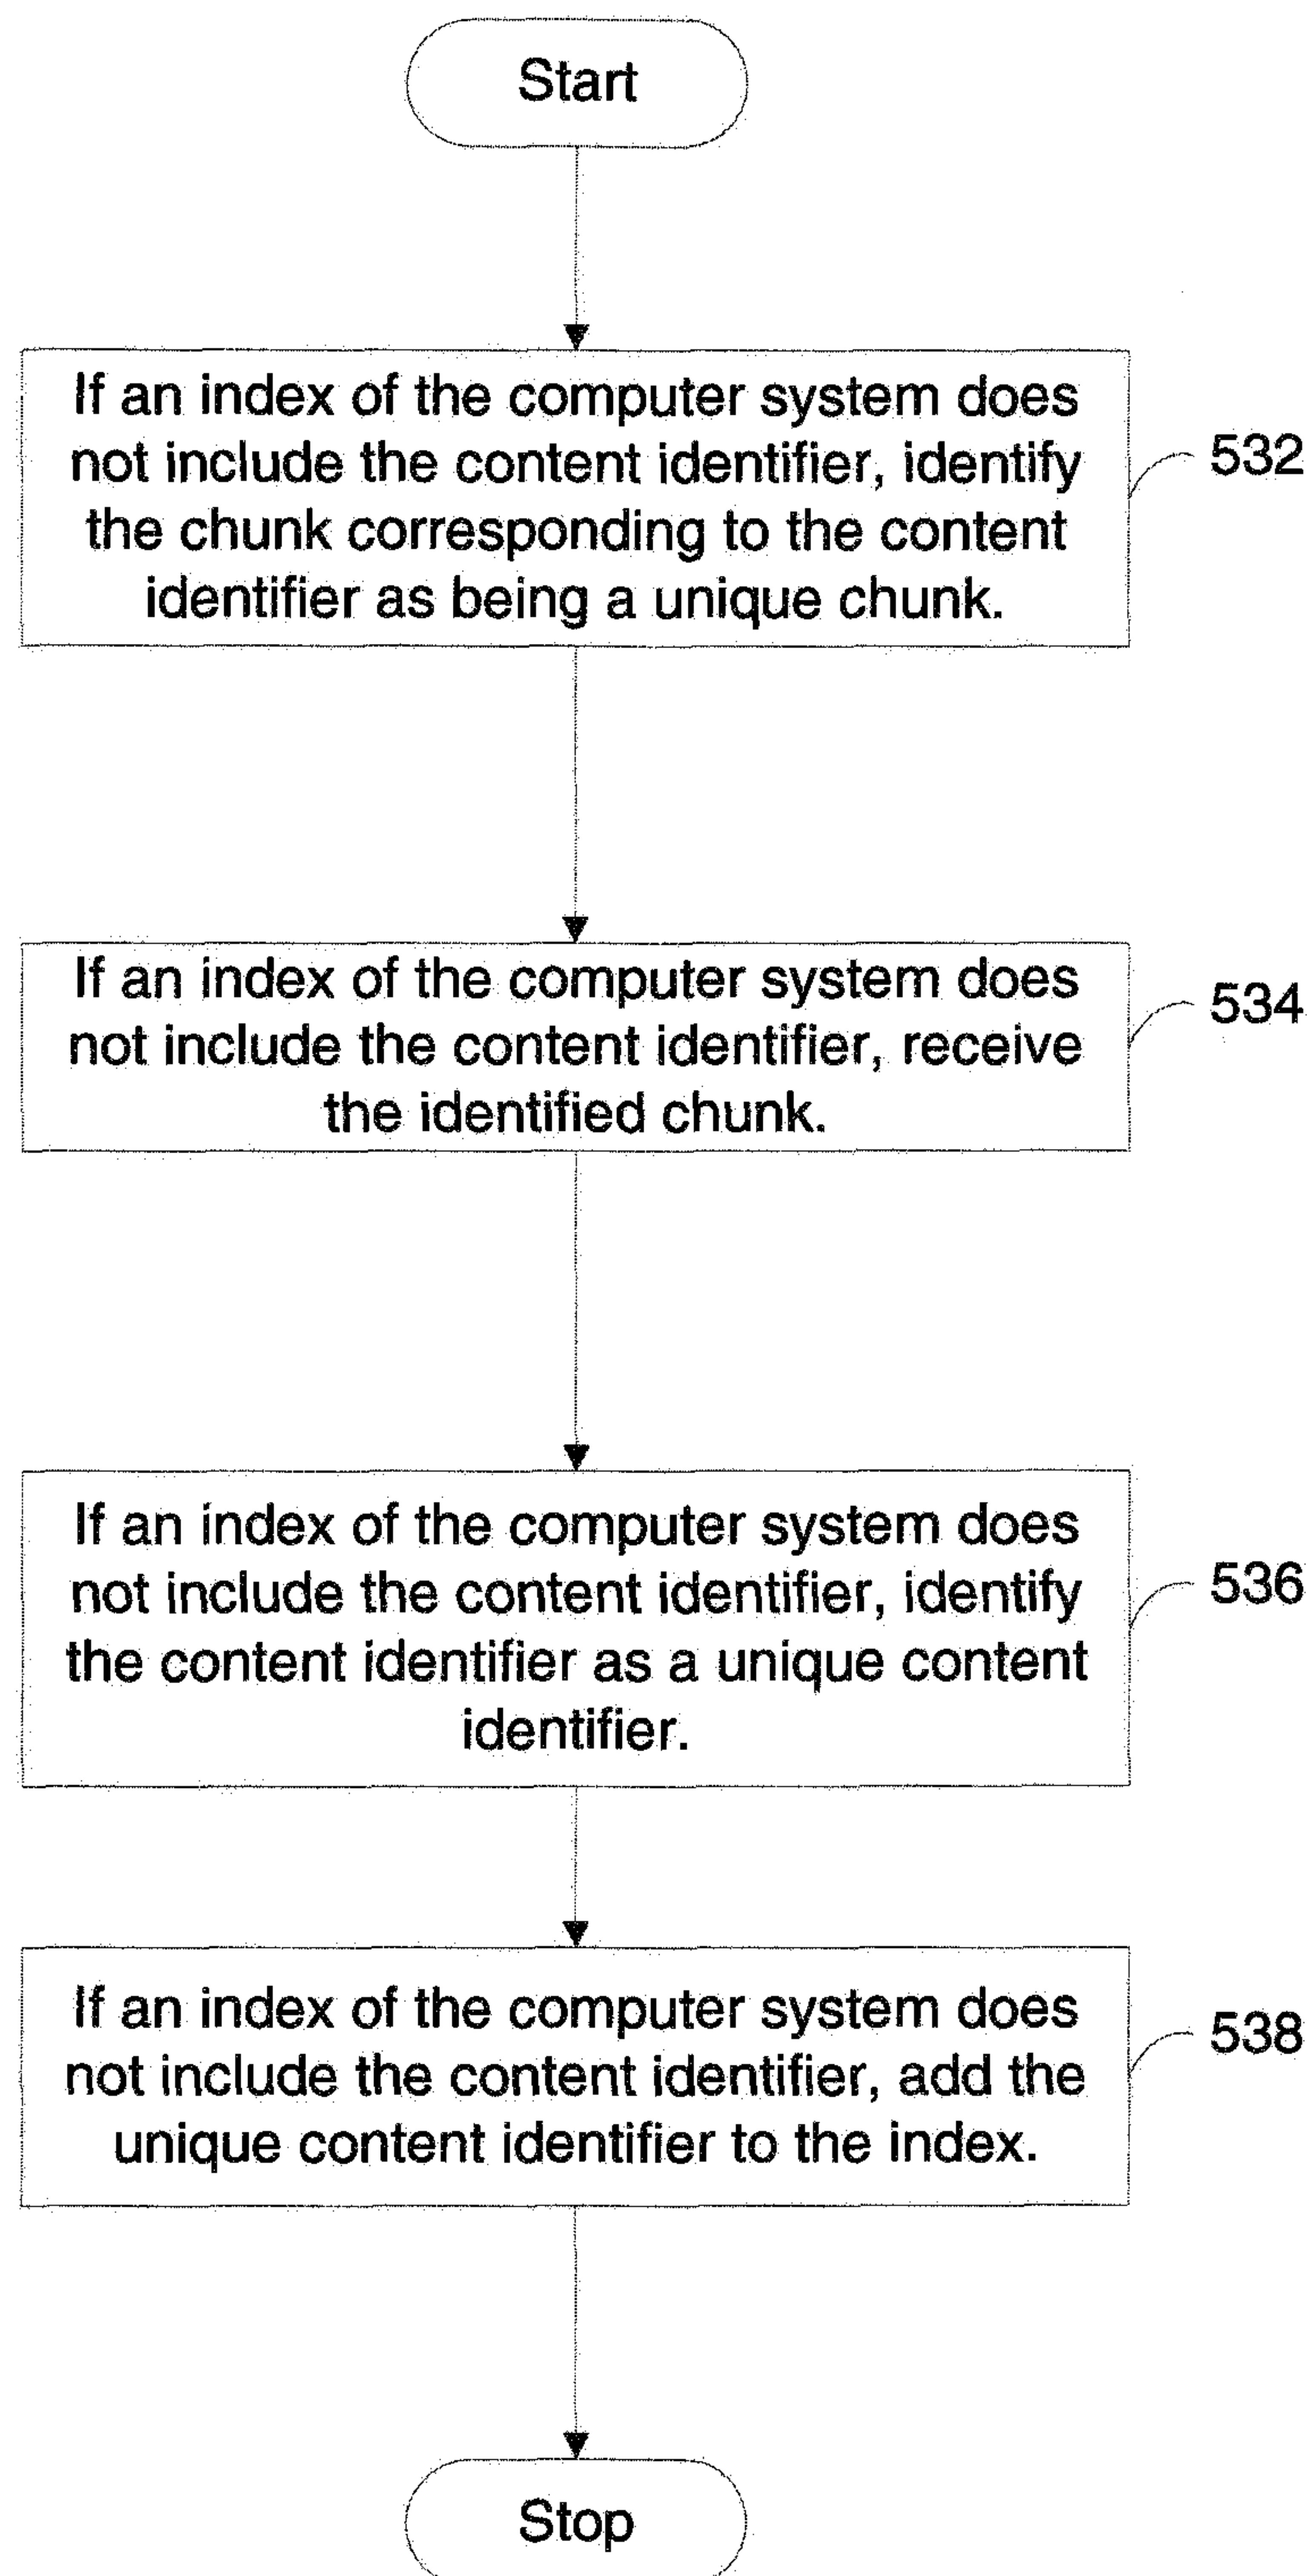 Start
If an index of the computer system does
not include the content identifier, identify
the chunk corresponding to the content
identifier as being a unique chunk.
532
If an index of the computer system does
not include the content identifier, receive
the identified chunk.
534
If an index of the computer system does
not include the content identifier, identify
the content identifier as a unique content
identifier.
536
If an index of the computer system does
not include the content identifier, add the
unique content identifier to the index.
538
Stop